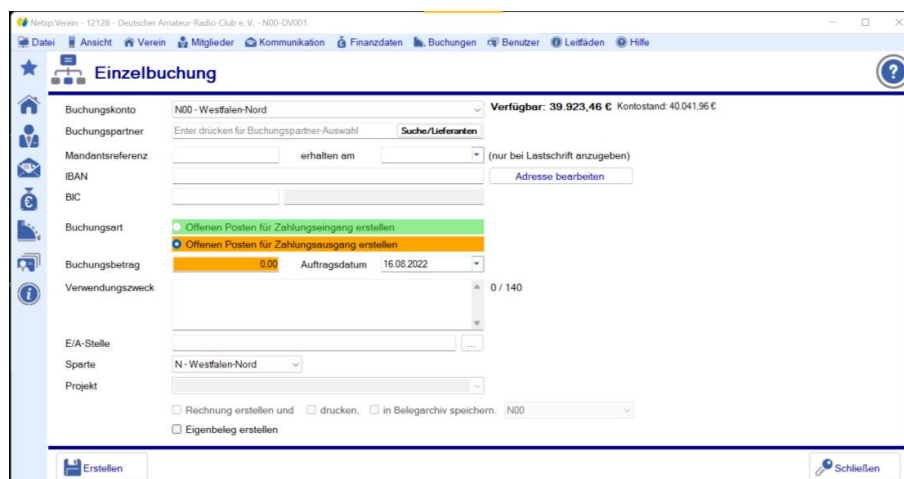 Netxp:Verein - 12128 - Deutscher Amateur-Radio-Club e. V. - N00-DV001
Datei Ansicht Verein Mitglieder Kommunikation Finanzdaten Buchungen Benutzer Leitfäden Hilfe
Einzelbuchung
Buchungskonto N00 - Westfalen-Nord Verfügbar: 39.923,46 € Kontostand: 40.041,96 €
Buchungspartner Enter drücken für Buchungspartner-Auswahl Suche/Lieferanten
Mandantsreferenz erhalten am (nur bei Lastschrift anzugeben)
IBAN Adresse bearbeiten
BIC
Buchungsart Offenen Posten für Zahlungseingang erstellen
Offenen Posten für Zahlungsausgang erstellen
Buchungsbetrag 0,00 Auftragsdatum 16.08.2022
Verwendungszweck 0 / 140
E/A-Stelle ...
Sparte N - Westfalen-Nord
Projekt
Rechnung erstellen und drucken, in Belegarchiv speichern. N00
Eigenbeleg erstellen
Erstellen Schließen